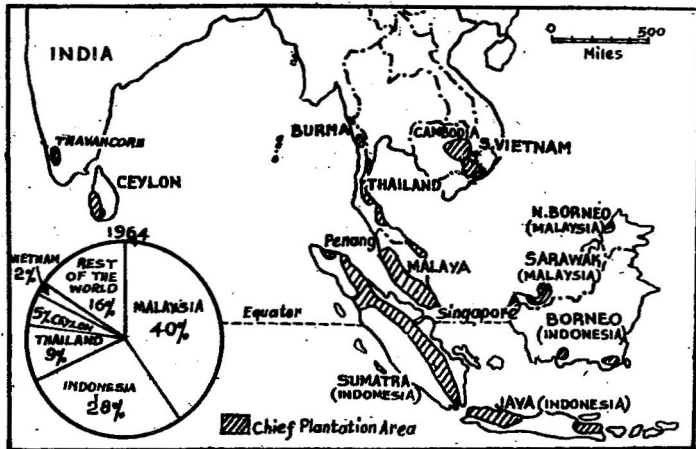 INDIA
0 500
Miles
BURMA
CAMBODIA
S.VIETNAM
TRAVANCORE
CEYLON
THAILAND
N.BORNEO
(MALAYSIA)
1964
Penang
MALAYA
SARAWAK
(MALAYSIA)
Singapore
Equator
BORNEO
(INDONESIA)
VIETNAM
2%
REST
OF THE
WORLD
16%
MALAYSIA
40%
5% CEYLON
THAILAND
9%
INDONESIA
28%
SUMATRA
(INDONESIA)
JAVA (INDONESIA)
Chief Plantation Area